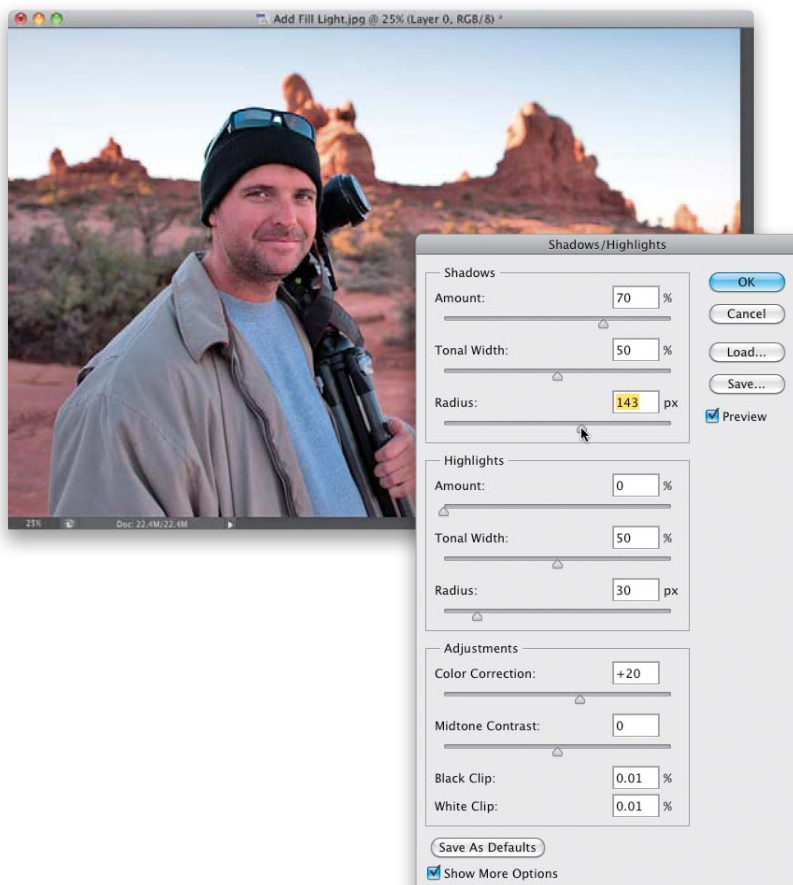 Add Fill Light.jpg @ 25% (Layer 0, RGB/8) *
25%
Doc: 22.4M/22.4M
Shadows/Highlights
Shadows
Amount: 70 %
Tonal Width: 50 %
Radius: 143 px
Highlights
Amount: 0 %
Tonal Width: 50 %
Radius: 30 px
Adjustments
Color Correction: +20
Midtone Contrast: 0
Black Clip: 0.01 %
White Clip: 0.01 %
Save As Defaults
Show More Options
OK
Cancel
Load...
Save...
Preview